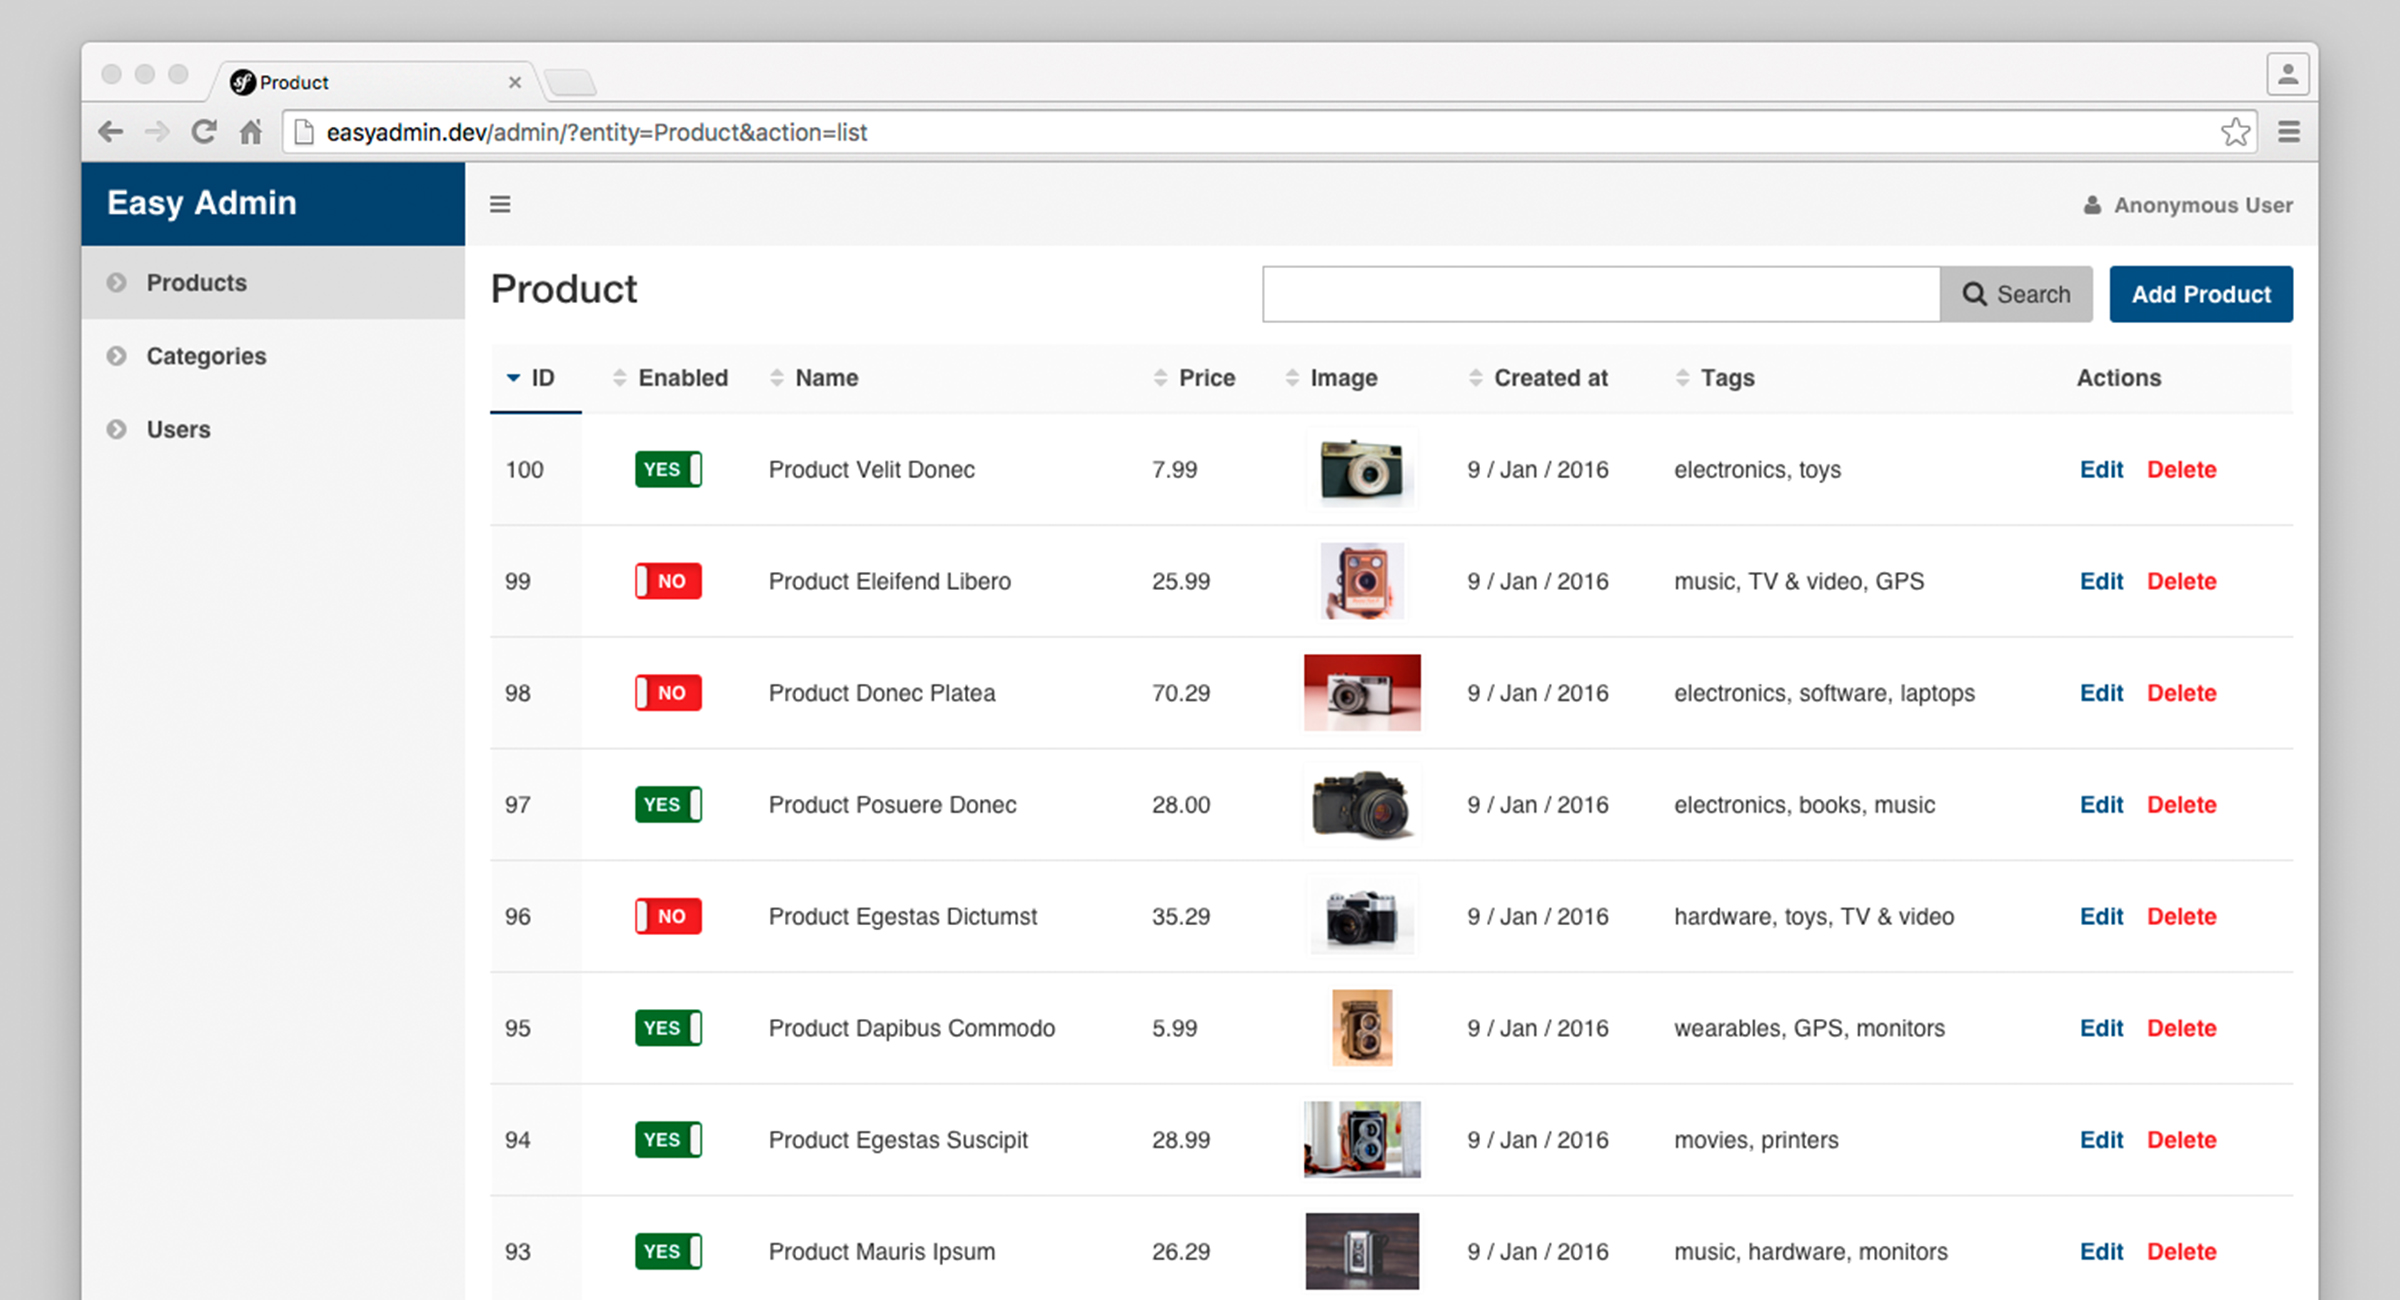 Product
easyadmin.dev/admin/?entity=Product&action=list
Easy Admin
Anonymous User
Products
Categories
Users
Product
Search
Add Product
ID Enabled Name Price Image Created at Tags Actions
100 YES Product Velit Donec 7.99 9 / Jan / 2016 electronics, toys Edit Delete
99 NO Product Eleifend Libero 25.99 9 / Jan / 2016 music, TV & video, GPS Edit Delete
98 NO Product Donec Platea 70.29 9 / Jan / 2016 electronics, software, laptops Edit Delete
97 YES Product Posuere Donec 28.00 9 / Jan / 2016 electronics, books, music Edit Delete
96 NO Product Egestas Dictumst 35.29 9 / Jan / 2016 hardware, toys, TV & video Edit Delete
95 YES Product Dapibus Commodo 5.99 9 / Jan / 2016 wearables, GPS, monitors Edit Delete
94 YES Product Egestas Suscipit 28.99 9 / Jan / 2016 movies, printers Edit Delete
93 YES Product Mauris Ipsum 26.29 9 / Jan / 2016 music, hardware, monitors Edit Delete